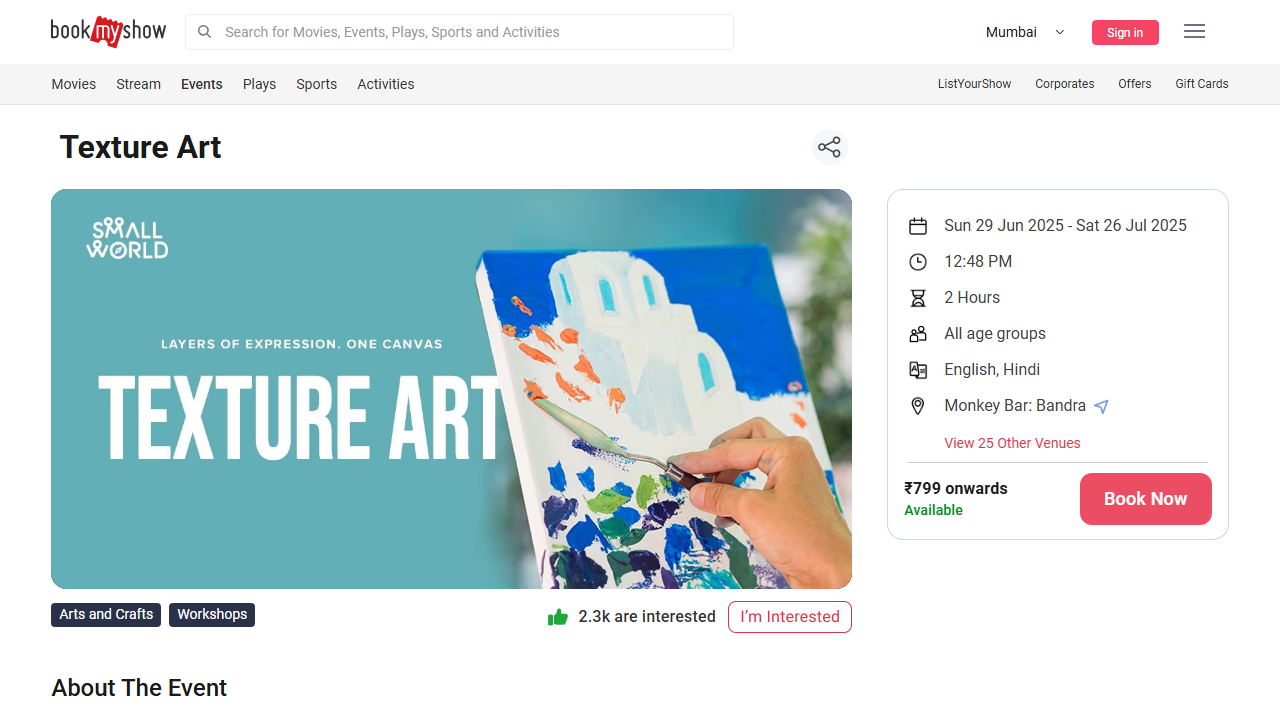 bookmyshow
Search for Movies, Events, Plays, Sports and Activities
Mumbai
Sign in
Movies
Stream
Events
Plays
Sports
Activities
ListYourShow
Corporates
Offers
Gift Cards
Texture Art
SMALL
WORLD
LAYERS OF EXPRESSION. ONE CANVAS
TEXTURE ART
Sun 29 Jun 2025 - Sat 26 Jul 2025
12:48 PM
2 Hours
All age groups
English, Hindi
Monkey Bar: Bandra
View 25 Other Venues
₹799 onwards
Available
Book Now
Arts and Crafts
Workshops
2.3k are interested
I’m Interested
About The Event